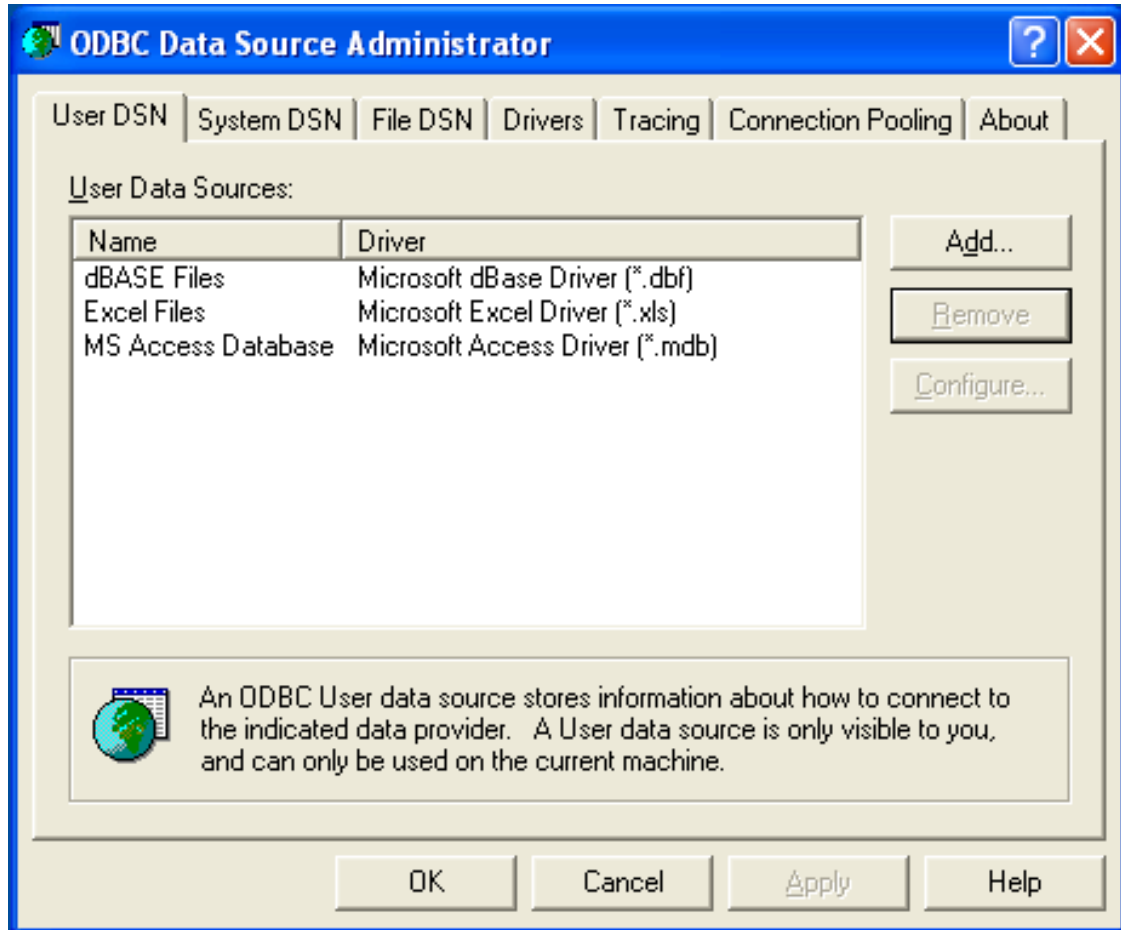 ODBC Data Source Administrator
User DSN System DSN File DSN Drivers Tracing Connection Pooling About
User Data Sources:
Name Driver
dBASE Files Microsoft dBase Driver (*.dbf)
Excel Files Microsoft Excel Driver (*.xls)
MS Access Database Microsoft Access Driver (*.mdb)
Add...
Remove
Configure...
An ODBC User data source stores information about how to connect to
the indicated data provider. A User data source is only visible to you,
and can only be used on the current machine.
OK Cancel Apply Help